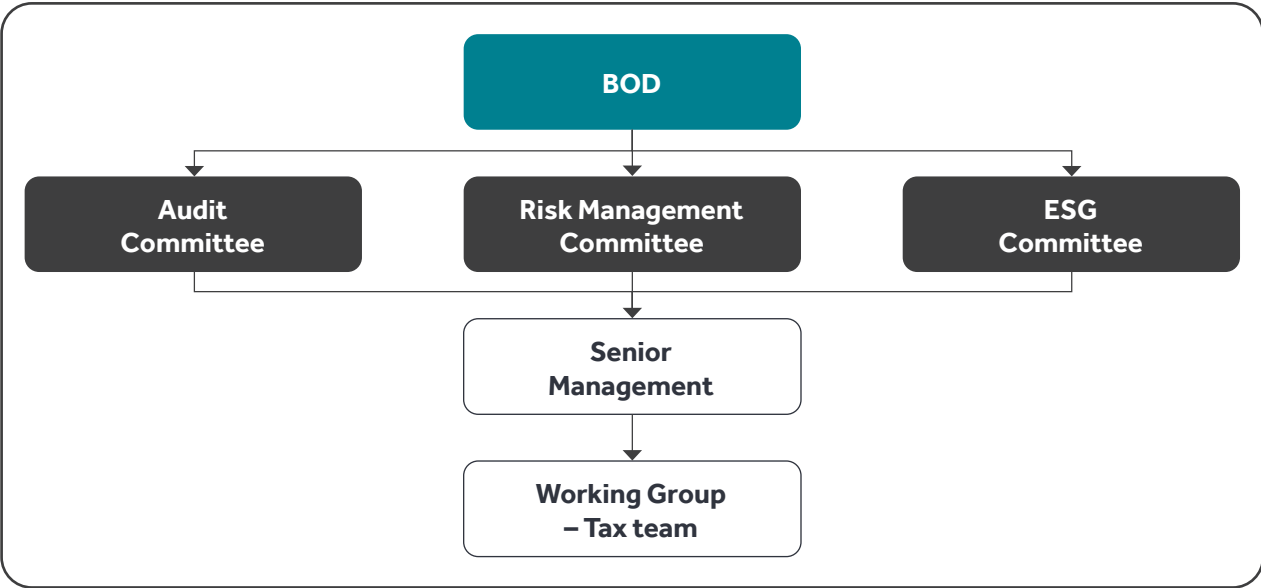 BOD
Audit
Committee
Risk Management
Committee
ESG
Committee
Senior
Management
Working Group
– Tax team